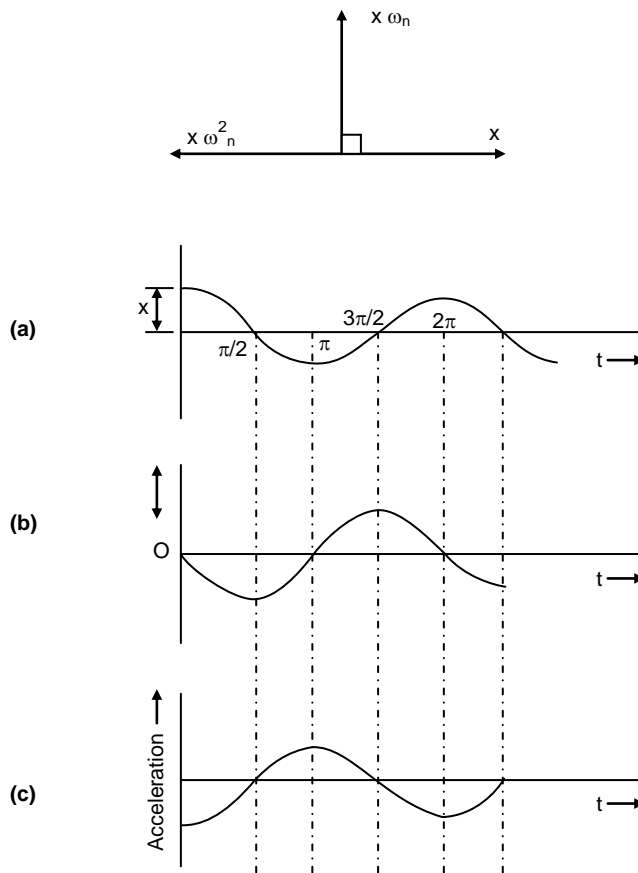 x ωn
x ω²n
x
x
(a)
π/2
π
3π/2
2π
t
(b)
O
t
(c)
Acceleration
t